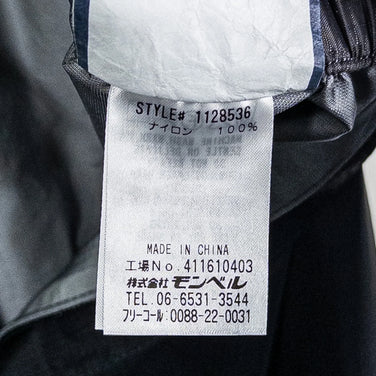 STYLE# 1128536
ナイロン 100%
MADE IN CHINA
工場No. 411610403
株式会社 モンベル
TEL. 06-6531-3544
フリーコール 0088-22-0031